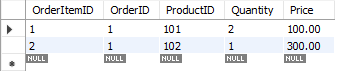 OrderItemID OrderID ProductID Quantity Price
1 1 101 2 100.00
2 1 102 1 300.00
NULL NULL NULL NULL NULL